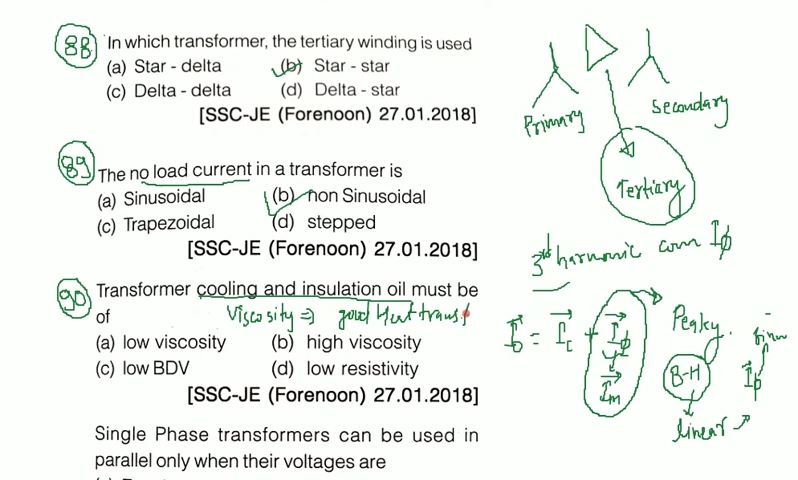 88 In which transformer, the tertiary winding is used
(a) Star - delta (b) Star - star
(c) Delta - delta (d) Delta - star
[SSC-JE (Forenoon) 27.01.2018]
89 The no load current in a transformer is
(a) Sinusoidal (b) non Sinusoidal
(c) Trapezoidal (d) stepped
[SSC-JE (Forenoon) 27.01.2018]
90 Transformer cooling and insulation oil must be
of Viscosity ⇒ good Heat transf
(a) low viscosity (b) high viscosity
(c) low BDV (d) low resistivity
[SSC-JE (Forenoon) 27.01.2018]
Single Phase transformers can be used in
parallel only when their voltages are
Primary
Secondary
Tertiary
3rd harmonic comn Iϕ
I0 = Ic + Iϕ
Im
Peaky.
B-H
Iϕ
linear